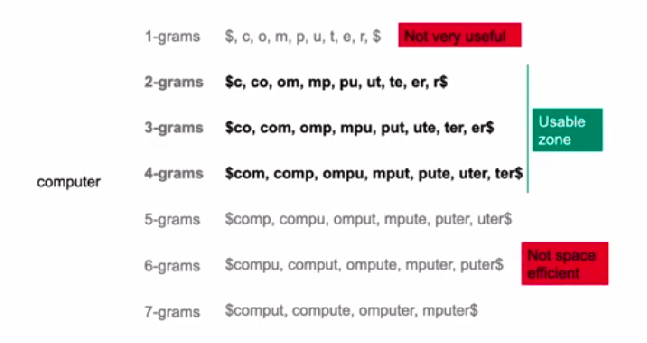 1-grams $, c, o, m, p, u, t, e, r, $ Not very useful
2-grams $c, co, om, mp, pu, ut, te, er, r$
3-grams $co, com, omp, mpu, put, ute, ter, er$
Usable
zone
computer
4-grams $com, comp, ompu, mput, pute, uter, ter$
5-grams $comp, compu, omput, mpute, puter, uter$
6-grams $compu, comput, ompute, mputer, puter$
Not space
efficient
7-grams $comput, compute, omputer, mputer$